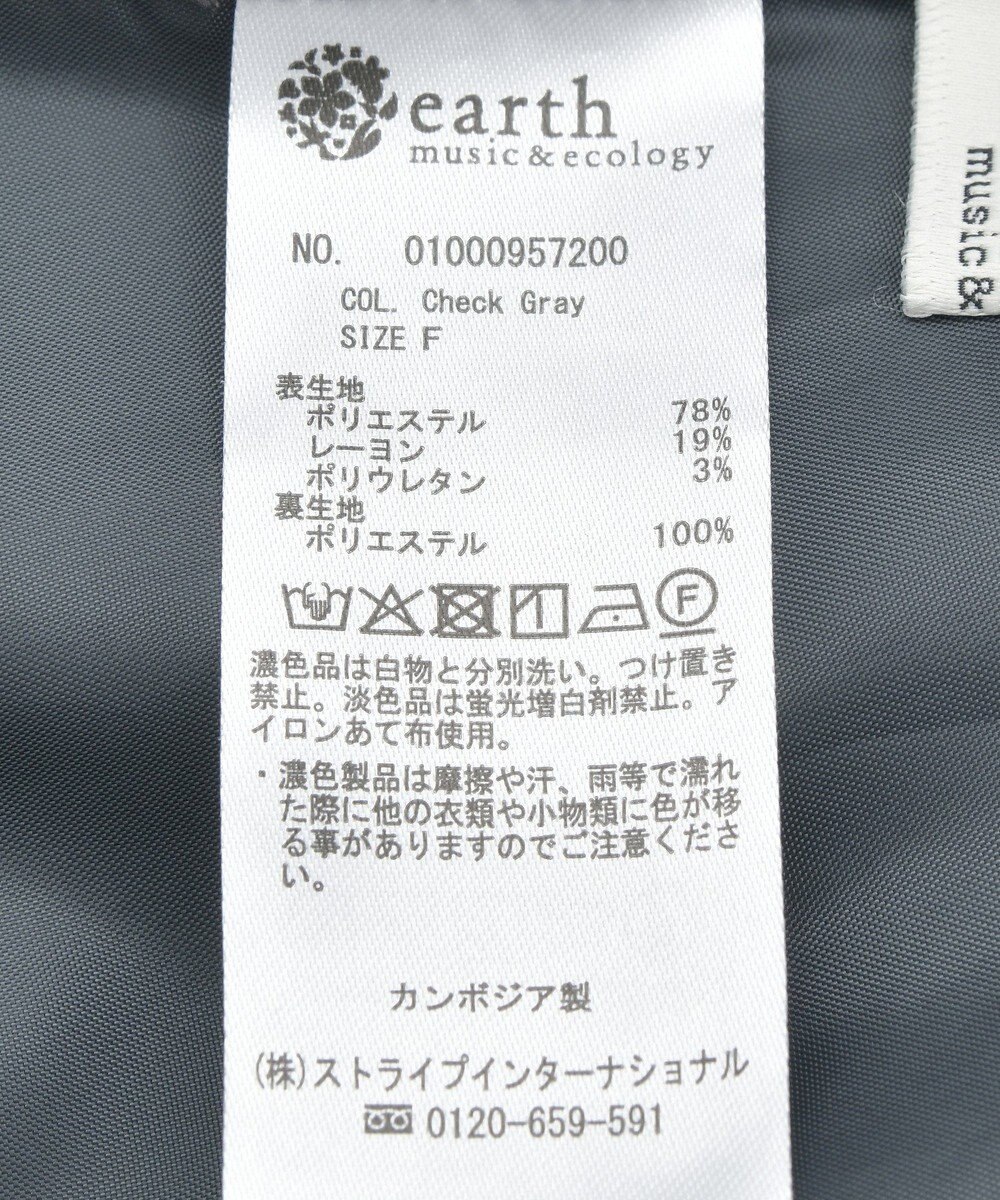 earth
music&ecology
NO. 01000957200
COL. Check Gray
SIZE F
表生地
ポリエステル 78%
レーヨン 19%
ポリウレタン 3%
裏生地
ポリエステル 100%
F
濃色品は白物と分別洗い。つけ置き
禁止。淡色品は蛍光増白剤禁止。ア
イロンあて布使用。
・濃色製品は摩擦や汗、雨等で濡れ
た際に他の衣類や小物類に色が移
る事がありますのでご注意くださ
い。
カンボジア製
(株)ストライプインターナショナル
0120-659-591
music &